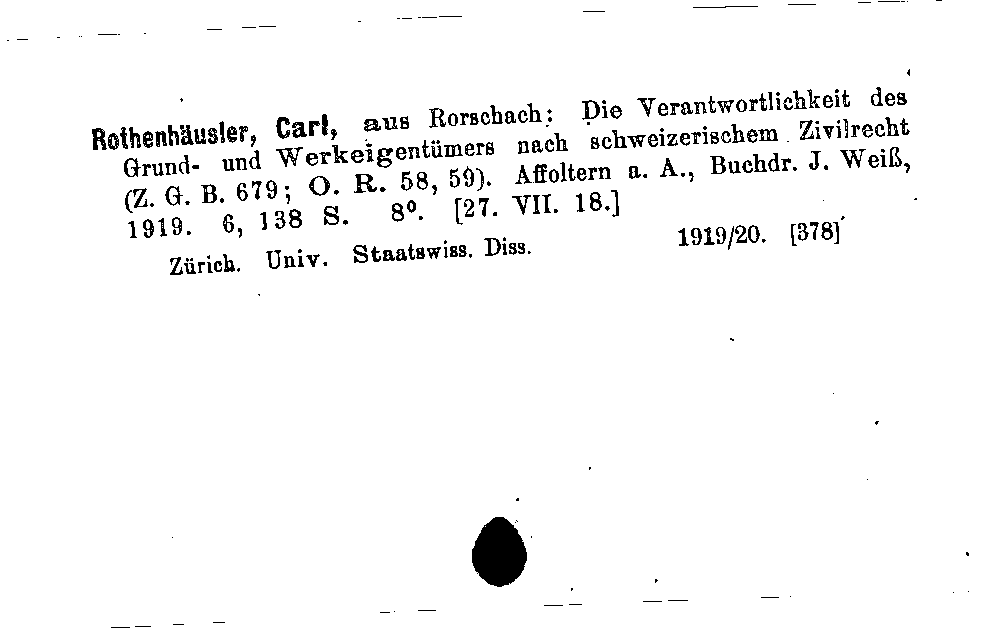 Rothenhäusler, Carl, aus Rorschach: Die Verantwortlichkeit des
Grund- und Werkeigentümers nach schweizerischem Zivilrecht
(Z. G. B. 679; O. R. 58, 59). Affoltern a. A., Buchdr. J. Weiß,
1919. 6, 138 S. 8°. [27. VII. 18.]
Zürich. Univ. Staatswiss. Diss. 1919/20. [378]